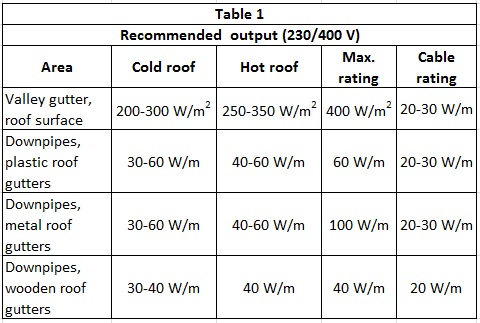 Table 1
Recommended output (230/400 V)
Area Cold roof Hot roof Max. rating Cable rating
Valley gutter, roof surface 200-300 W/m² 250-350 W/m² 400 W/m² 20-30 W/m
Downpipes, plastic roof gutters 30-60 W/m 40-60 W/m 60 W/m 20-30 W/m
Downpipes, metal roof gutters 30-60 W/m 40-60 W/m 100 W/m 20-30 W/m
Downpipes, wooden roof gutters 30-40 W/m 40 W/m 40 W/m 20 W/m